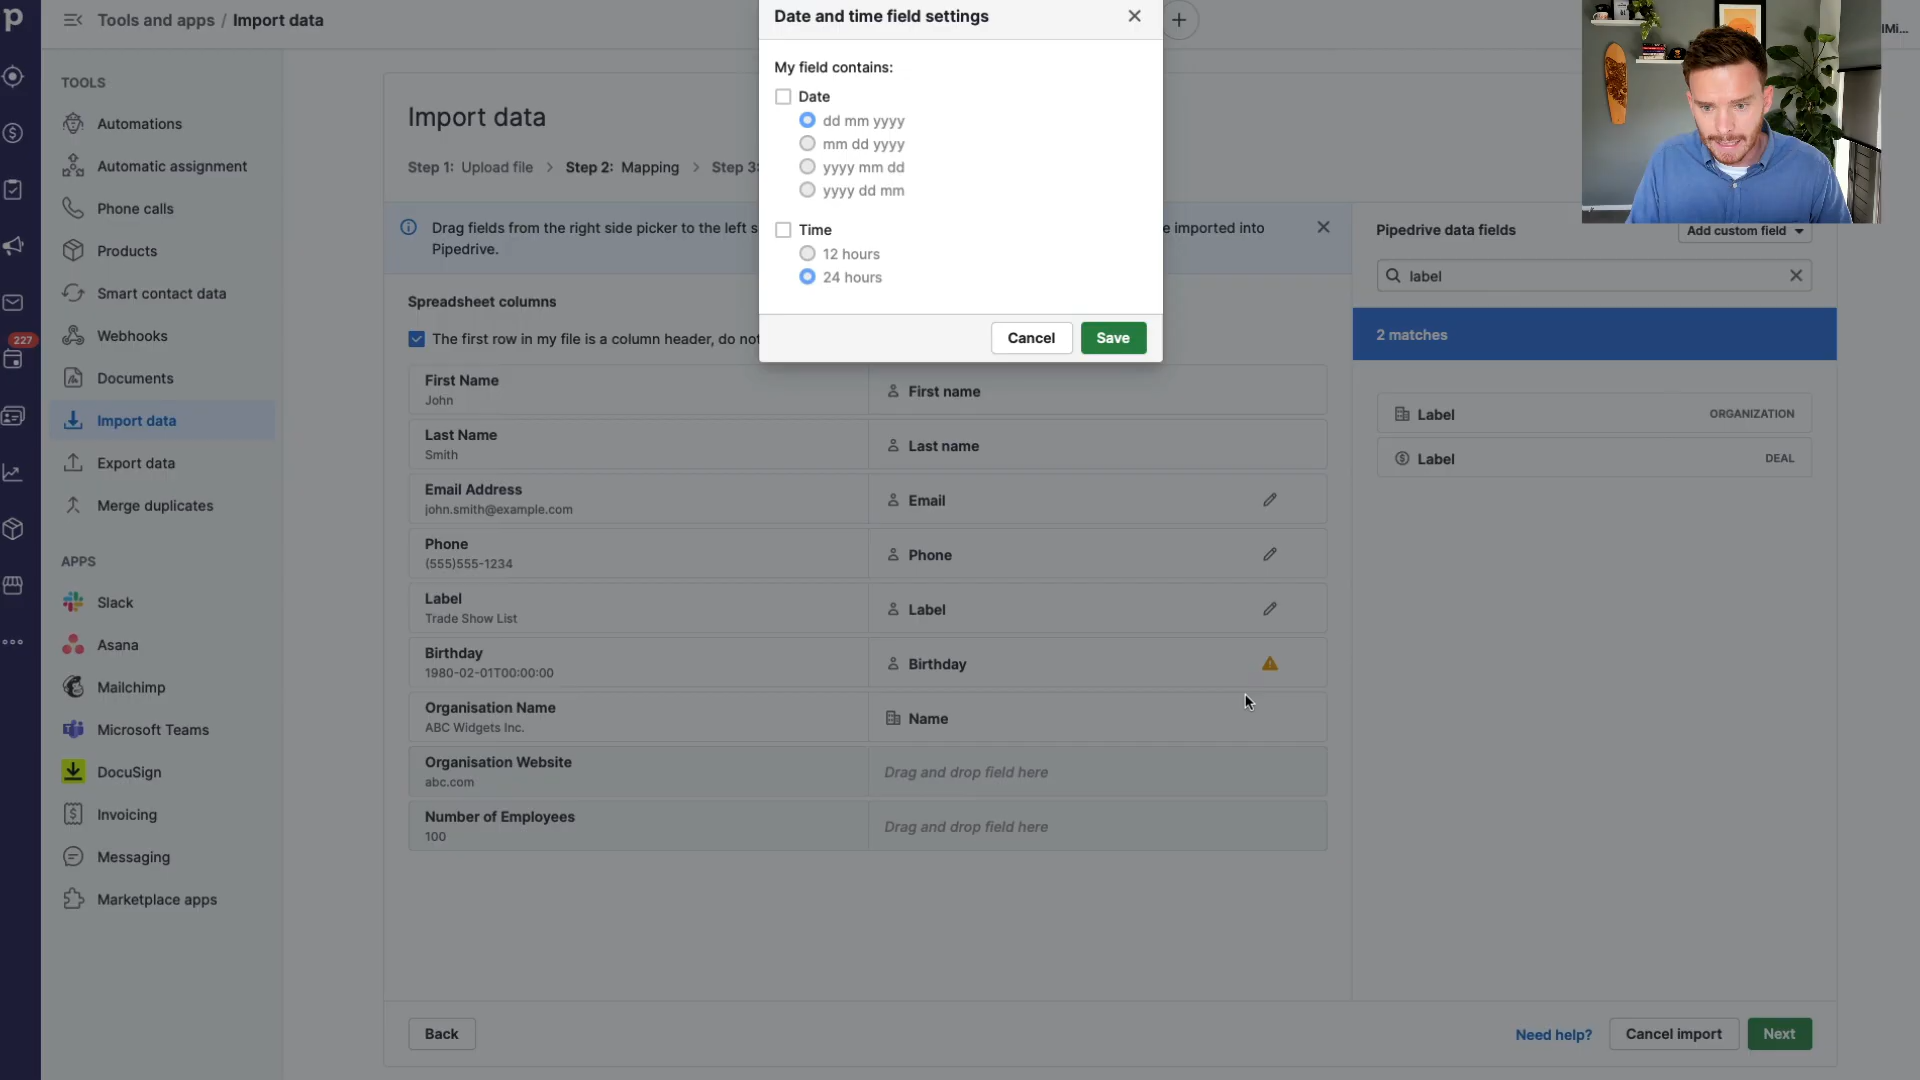 Tools and apps / Import data
Date and time field settings
lMi...
My field contains:
Date
dd mm yyyy
mm dd yyyy
yyyy mm dd
yyyy dd mm
Time
12 hours
24 hours
Cancel
Save
TOOLS
Automations
Automatic assignment
Phone calls
Products
Smart contact data
Webhooks
Documents
Import data
Export data
Merge duplicates
APPS
Slack
Asana
Mailchimp
Microsoft Teams
DocuSign
Invoicing
Messaging
Marketplace apps
227
Import data
Step 1: Upload file > Step 2: Mapping > Step 3:
Drag fields from the right side picker to the left s
e imported into
Pipedrive.
Spreadsheet columns
The first row in my file is a column header, do not
First Name
John
First name
Last Name
Smith
Last name
Email Address
john.smith@example.com
Email
Phone
(555)555-1234
Phone
Label
Trade Show List
Label
Birthday
1980-02-01T00:00:00
Birthday
Organisation Name
ABC Widgets Inc.
Name
Organisation Website
abc.com
Drag and drop field here
Number of Employees
100
Drag and drop field here
Pipedrive data fields
Add custom field
label
2 matches
Label
ORGANIZATION
Label
DEAL
Back
Need help?
Cancel import
Next